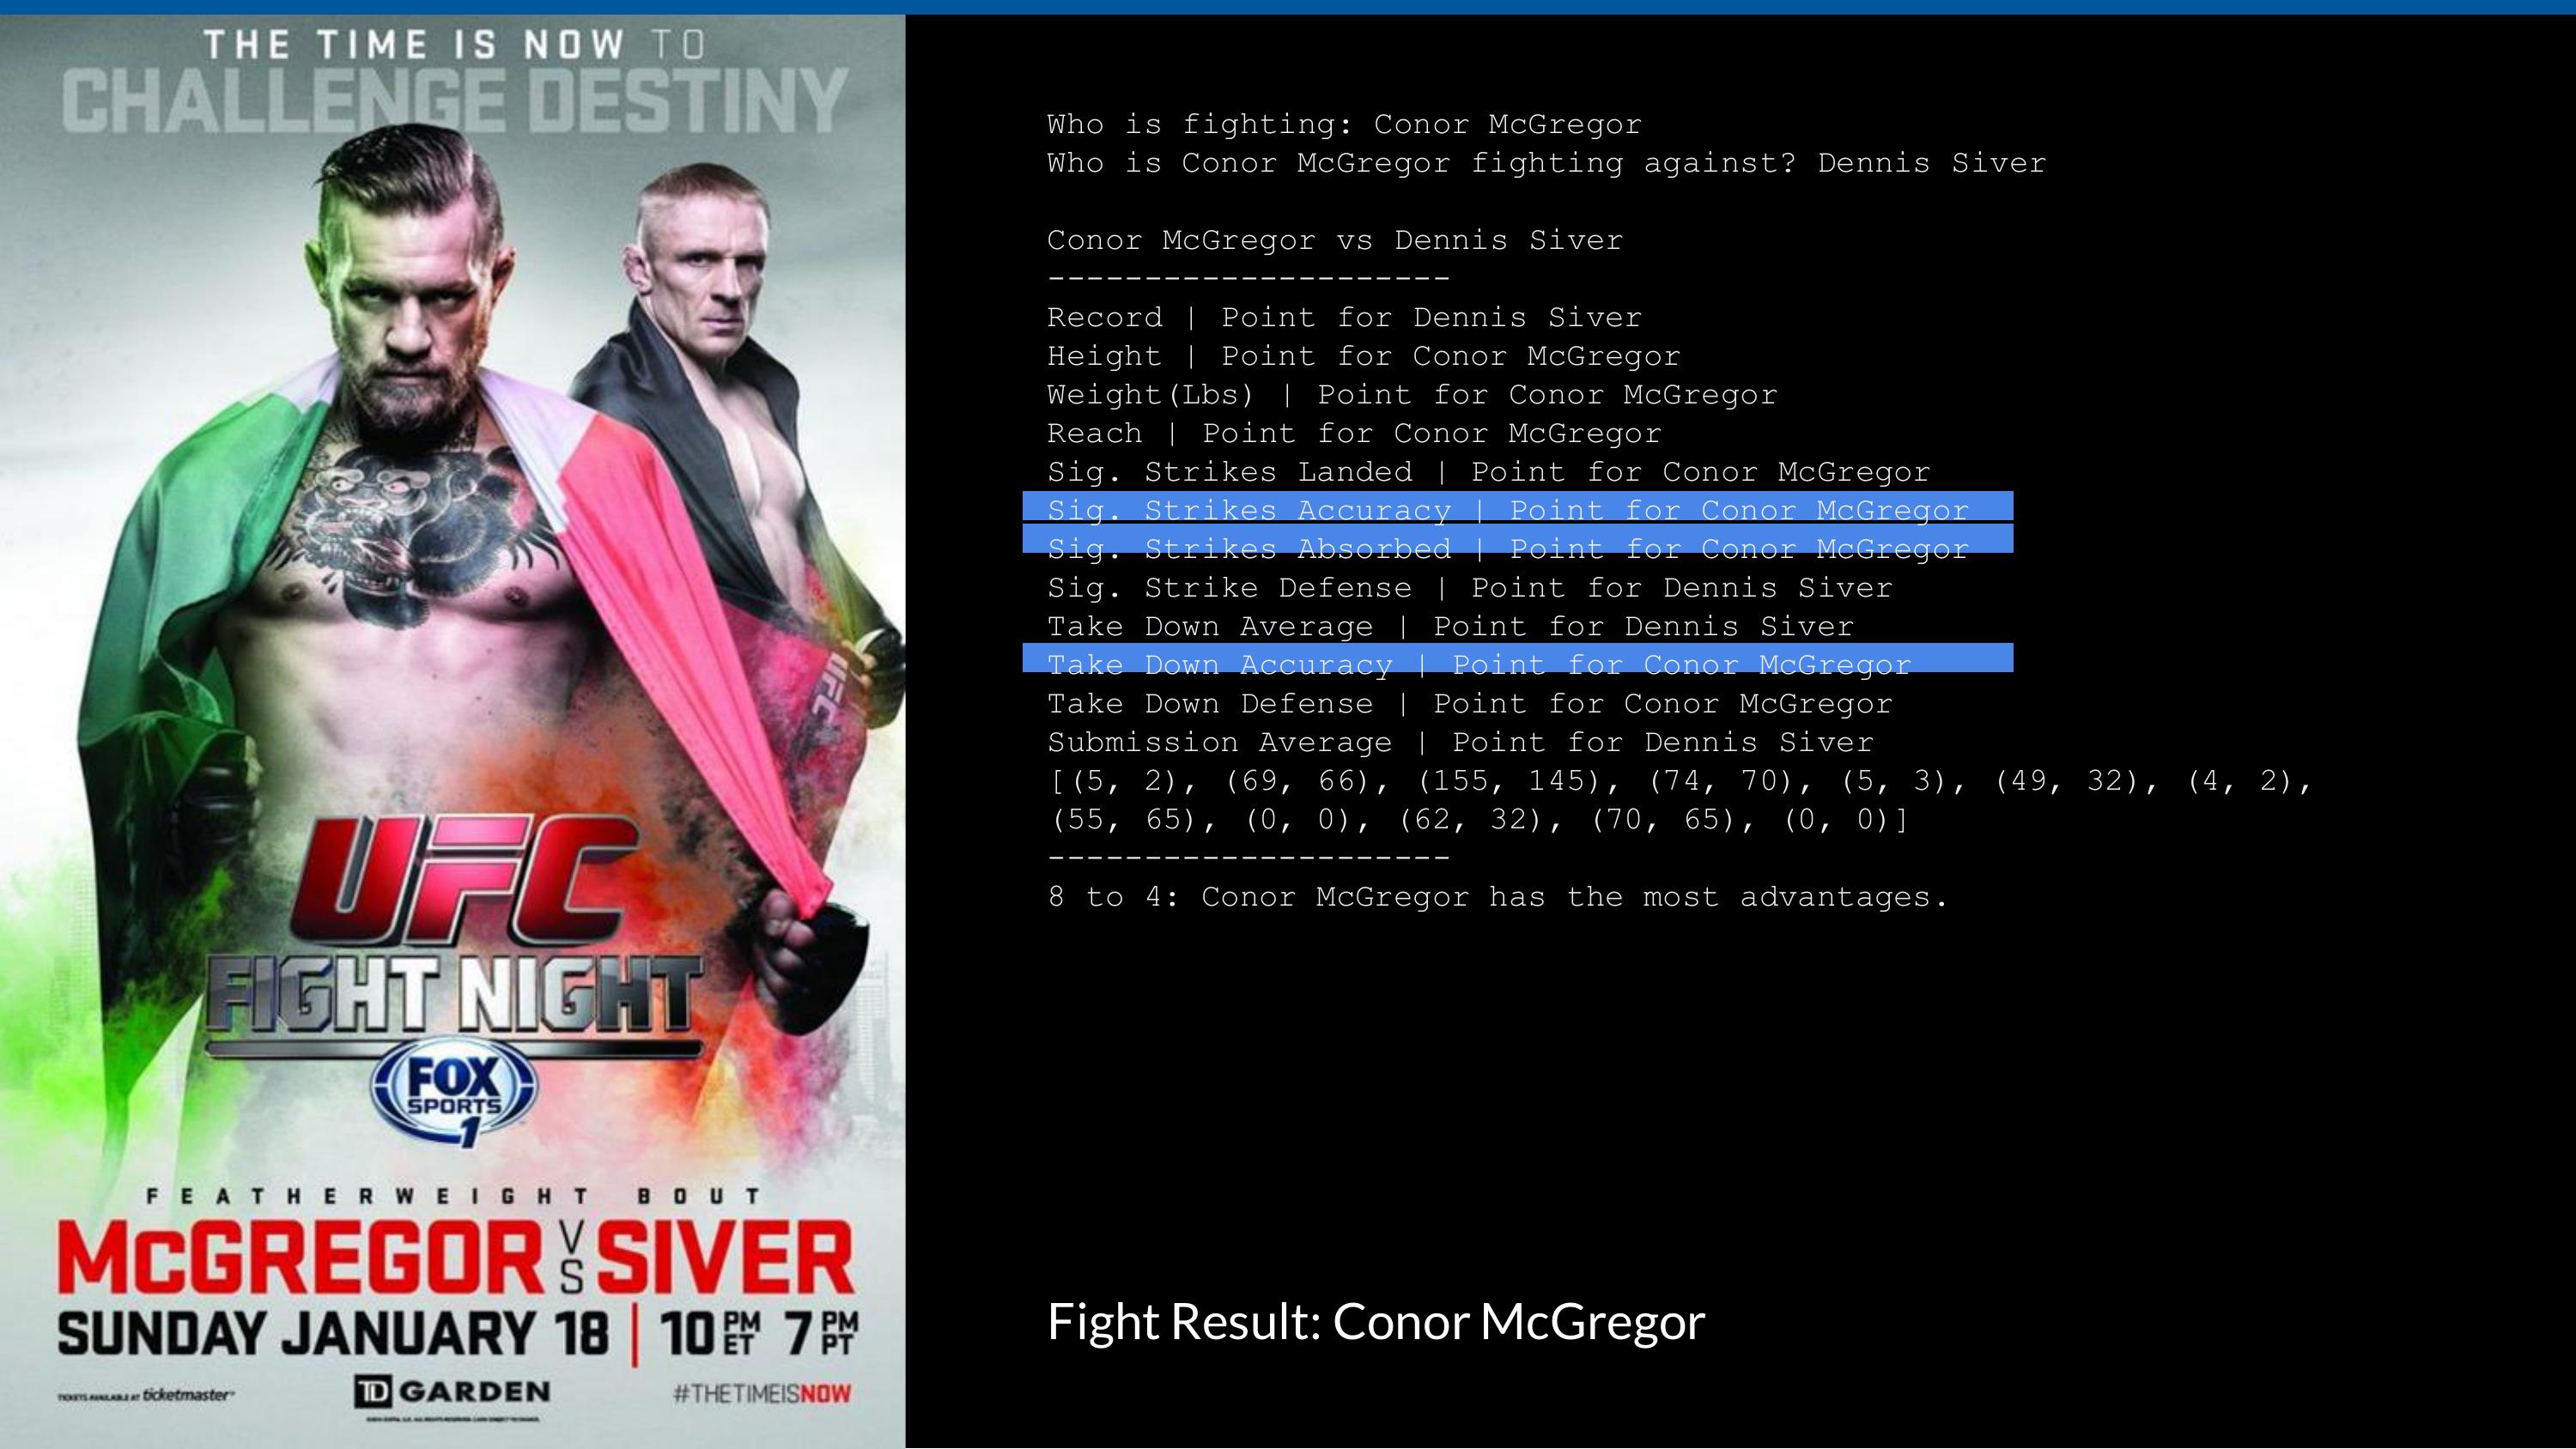 THE TIME IS NOW TO
CHALLENGE DESTINY
UFC
UFC
FIGHT NIGHT
FOX
SPORTS
1
FEATHERWEIGHT BOUT
McGREGOR VS SIVER
SUNDAY JANUARY 18 | 10 PM ET 7 PM PT
TICKETS AVAILABLE AT ticketmaster
TD GARDEN
#THETIMEISNOW
Who is fighting: Conor McGregor
Who is Conor McGregor fighting against? Dennis Siver
Conor McGregor vs Dennis Siver
---------------------
Record | Point for Dennis Siver
Height | Point for Conor McGregor
Weight(Lbs) | Point for Conor McGregor
Reach | Point for Conor McGregor
Sig. Strikes Landed | Point for Conor McGregor
Sig. Strikes Accuracy | Point for Conor McGregor
Sig. Strikes Absorbed | Point for Conor McGregor
Sig. Strike Defense | Point for Dennis Siver
Take Down Average | Point for Dennis Siver
Take Down Accuracy | Point for Conor McGregor
Take Down Defense | Point for Conor McGregor
Submission Average | Point for Dennis Siver
[(5, 2), (69, 66), (155, 145), (74, 70), (5, 3), (49, 32), (4, 2),
(55, 65), (0, 0), (62, 32), (70, 65), (0, 0)]
---------------------
8 to 4: Conor McGregor has the most advantages.
Fight Result: Conor McGregor